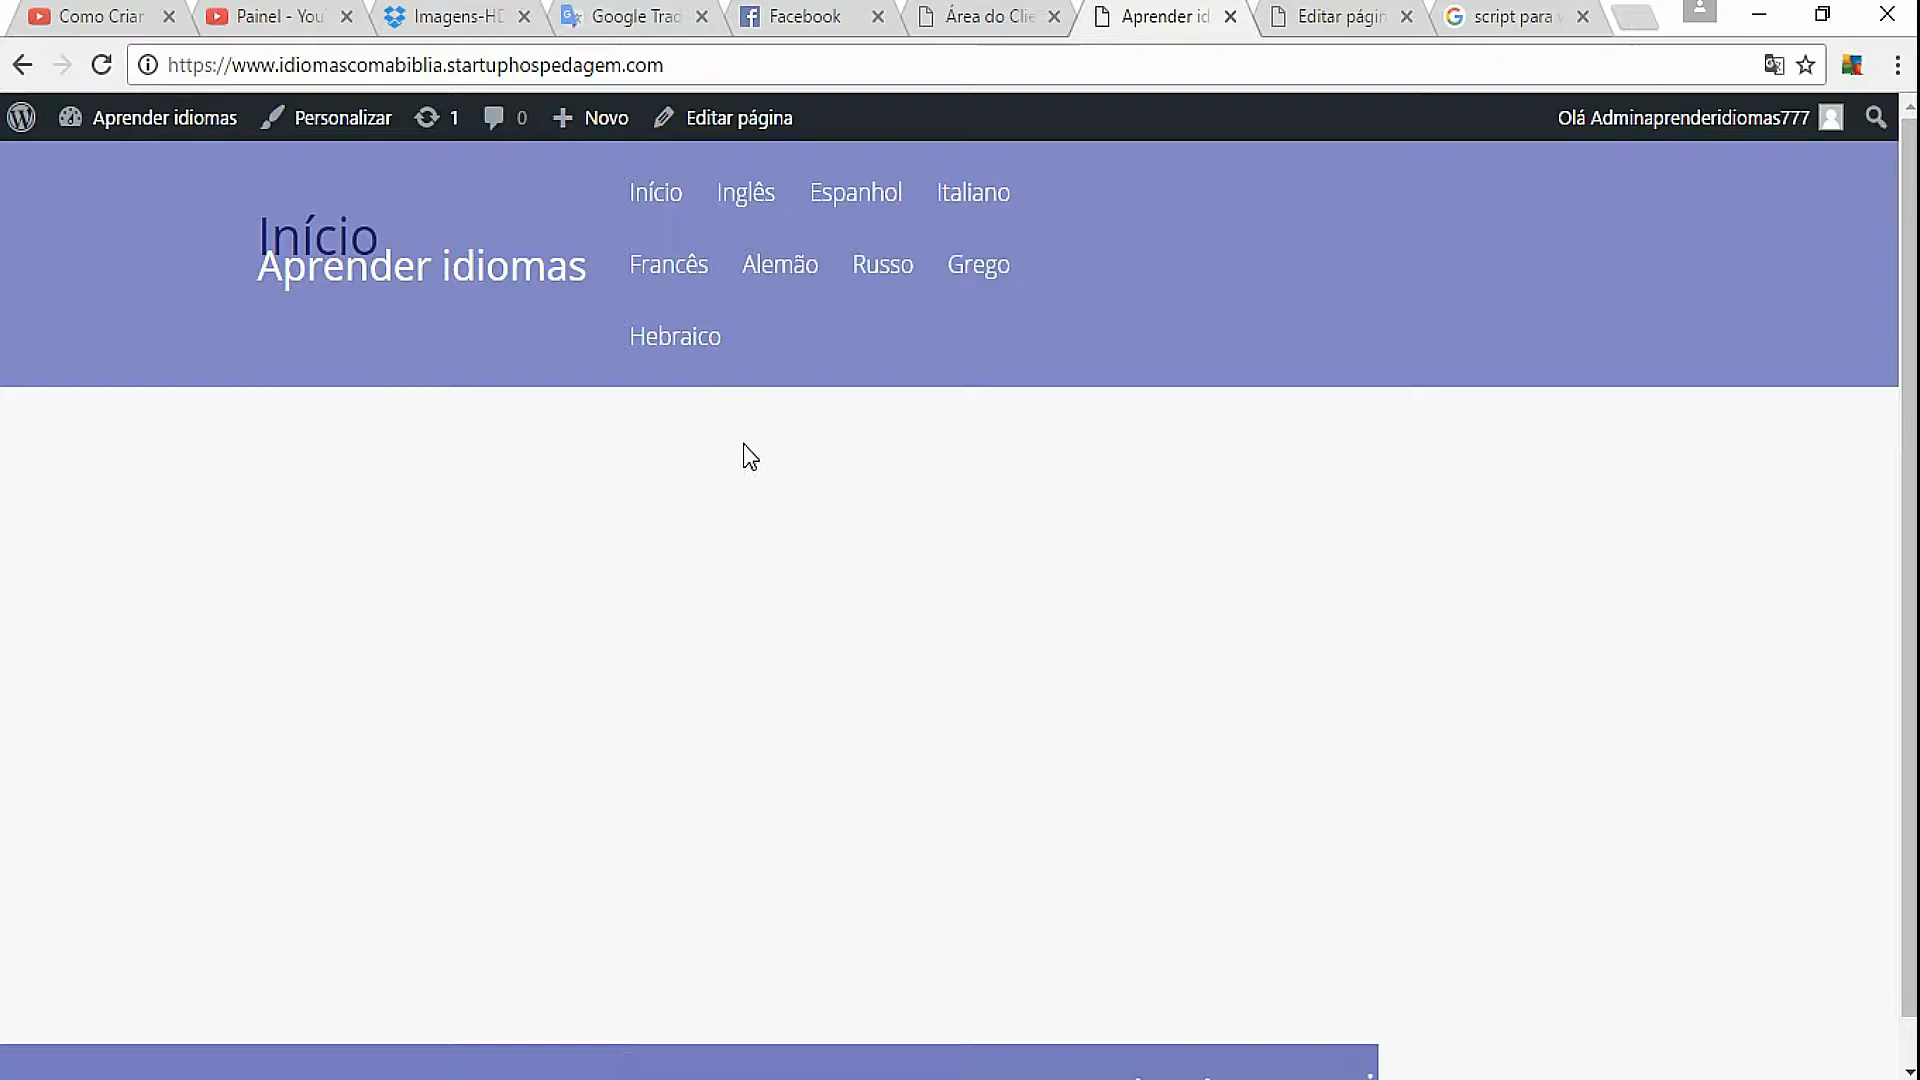 Como Criar
Painel - You
Imagens-HD
Google Trad
Facebook
Área do Clie
Aprender id
Editar págin
script para
https://www.idiomascomabiblia.startuphospedagem.com
Aprender idiomas
Personalizar
1
0
Novo
Editar página
Olá Adminaprenderidiomas777
Início
Aprender idiomas
Início Inglês Espanhol Italiano
Francês Alemão Russo Grego
Hebraico